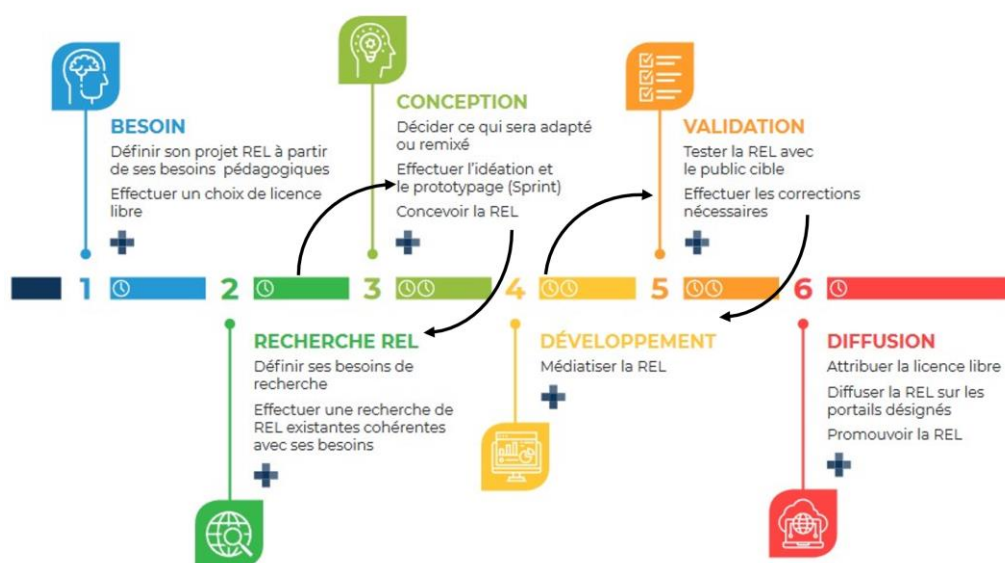 BESOIN
Définir son projet REL à partir
de ses besoins pédagogiques
Effectuer un choix de licence
libre
CONCEPTION
Décider ce qui sera adapté
ou remixé
Effectuer l'idéation et
le prototypage (Sprint)
Concevoir la REL
VALIDATION
Tester la REL avec
le public cible
Effectuer les corrections
nécessaires
1 2 3 4 5 6
RECHERCHE REL
Définir ses besoins de
recherche
Effectuer une recherche de
REL existantes cohérentes
avec ses besoins
DÉVELOPPEMENT
Médiatiser la REL
DIFFUSION
Attribuer la licence libre
Diffuser la REL sur les
portails désignés
Promouvoir la REL